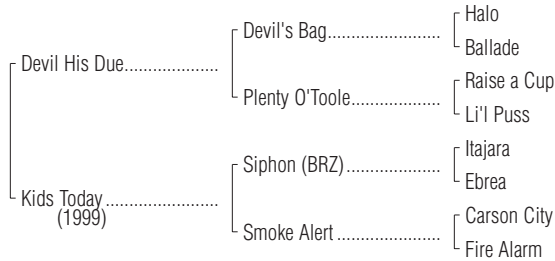 Halo
Devil's Bag
Ballade
Devil His Due
Raise a Cup
Plenty O'Toole
Li'l Puss
Itajara
Siphon (BRZ)
Ebrea
Kids Today
(1999)
Carson City
Smoke Alert
Fire Alarm